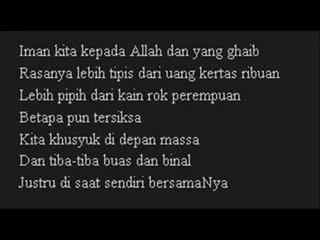 Iman kita kepada Allah dan yang ghaib
Rasanya lebih tipis dari uang kertas ribuan
Lebih pipih dari kain rok perempuan
Betapa pun tersiksa
Kita khusyuk di depan massa
Dan tiba-tiba buas dan binal
Justru di saat sendiri bersamaNya